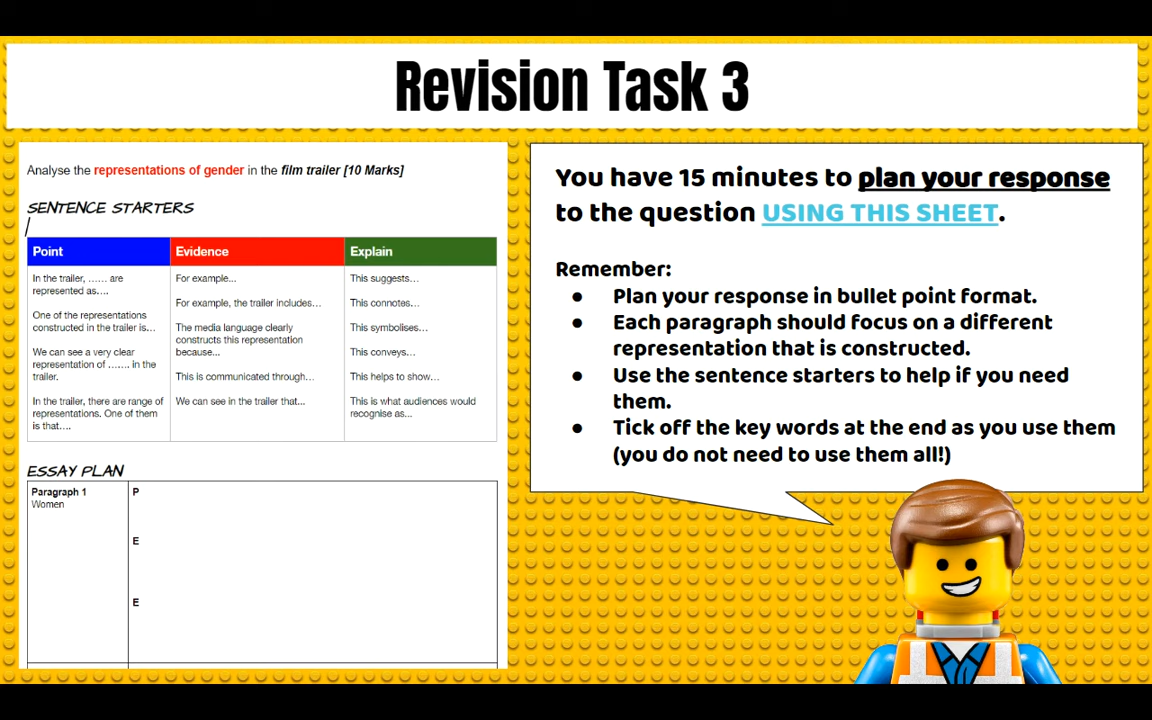 Revision Task 3
Analyse the representations of gender in the film trailer [10 Marks]
SENTENCE STARTERS
Point
In the trailer, …… are
represented as….
One of the representations
constructed in the trailer is…
We can see a very clear
representation of ……. in the
trailer.
In the trailer, there are range of
representations. One of them
is that….
Evidence
For example...
For example, the trailer includes…
The media language clearly
constructs this representation
because...
This is communicated through…
We can see in the trailer that...
Explain
This suggests…
This connotes…
This symbolises…
This conveys…
This helps to show…
This is what audiences would
recognise as...
ESSAY PLAN
Paragraph 1
Women
P
E
E
You have 15 minutes to plan your response
to the question USING THIS SHEET.
Remember:
● Plan your response in bullet point format.
● Each paragraph should focus on a different
representation that is constructed.
● Use the sentence starters to help if you need
them.
● Tick off the key words at the end as you use them
(you do not need to use them all!)